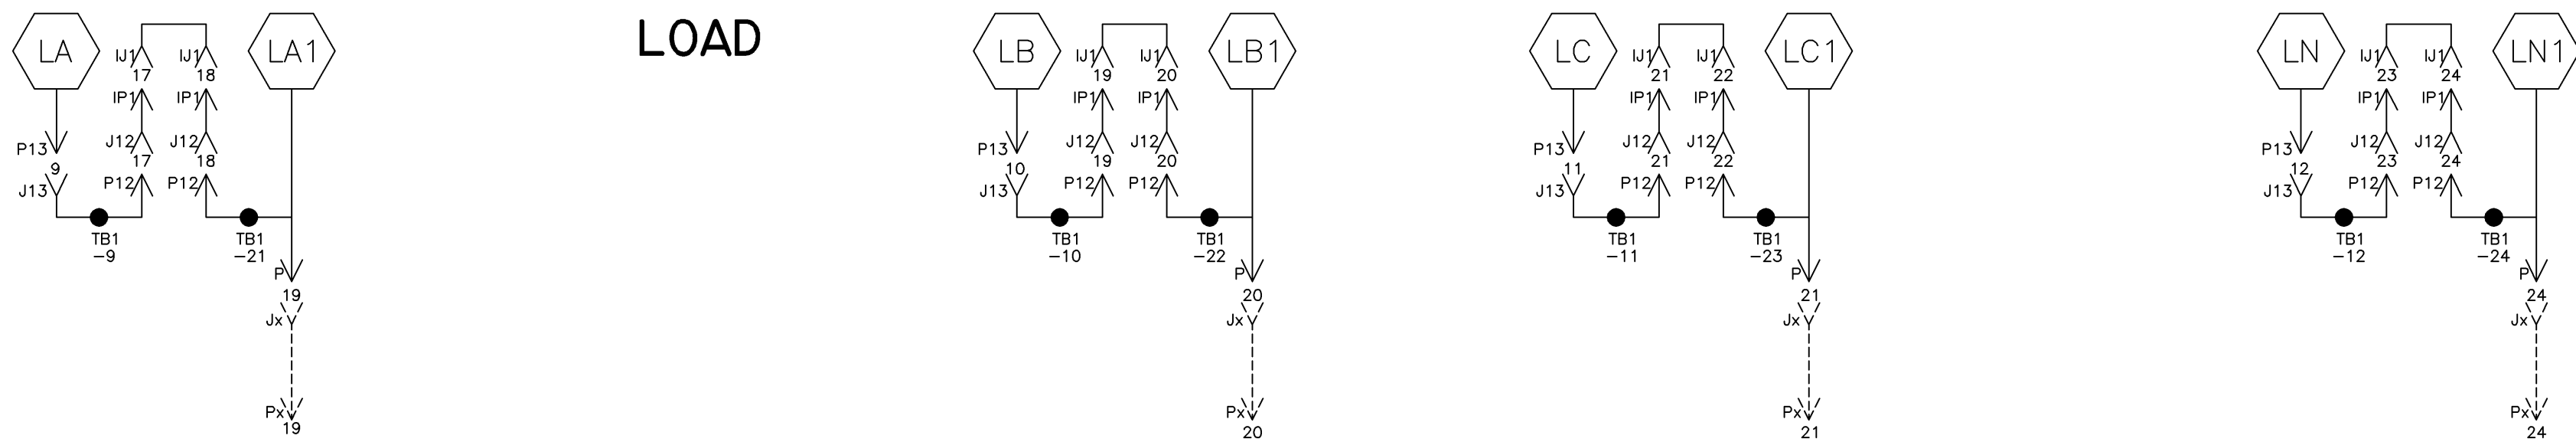 LA LA1 LOAD LB LB1 LC LC1 LN LN1
IJ1 IJ1 IJ1 IJ1 IJ1 IJ1 IJ1 IJ1
17 18 19 20 21 22 23 24
IP1 IP1 IP1 IP1 IP1 IP1 IP1 IP1
P13 J12 J12 P13 J12 J12 P13 J12 J12 P13 J12 J12
9 17 18 10 19 20 11 21 22 12 23 24
J13 P12 P12 J13 P12 P12 J13 P12 P12 J13 P12 P12
TB1 TB1 TB1 TB1 TB1 TB1 TB1 TB1
-9 -21 -10 -22 -11 -23 -12 -24
P P P P
19 20 21 24
Jx Jx Jx Jx
Px Px Px Px
19 20 21 24